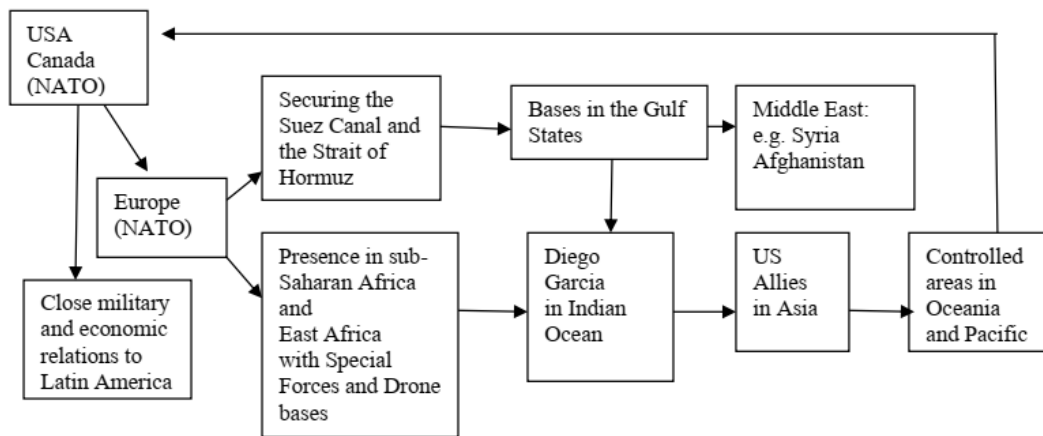 USA
Canada
(NATO)
Securing the
Suez Canal and
the Strait of
Hormuz
Bases in the Gulf
States
Middle East:
e.g. Syria
Afghanistan
Europe
(NATO)
Close military
and economic
relations to
Latin America
Presence in sub-
Saharan Africa
and
East Africa
with Special
Forces and Drone
bases
Diego
Garcia
in Indian
Ocean
US
Allies
in Asia
Controlled
areas in
Oceania
and Pacific